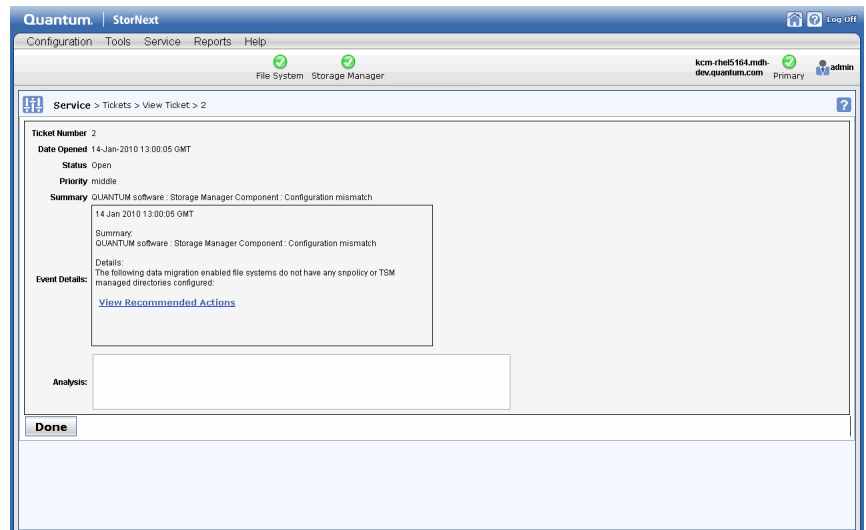 Quantum. StorNext
Log Off
Configuration Tools Service Reports Help
File System Storage Manager
kcm-rhel5164.mdh-
dev.quantum.com
Primary
admin
Service > Tickets > View Ticket > 2
?
Ticket Number 2
Date Opened 14-Jan-2010 13:00:05 GMT
Status Open
Priority middle
Summary QUANTUM software : Storage Manager Component : Configuration mismatch
Event Details:
14 Jan 2010 13:00:05 GMT
Summary:
QUANTUM software : Storage Manager Component : Configuration mismatch
Details:
The following data migration enabled file systems do not have any snpolicy or TSM
managed directories configured:
View Recommended Actions
Analysis:
Done